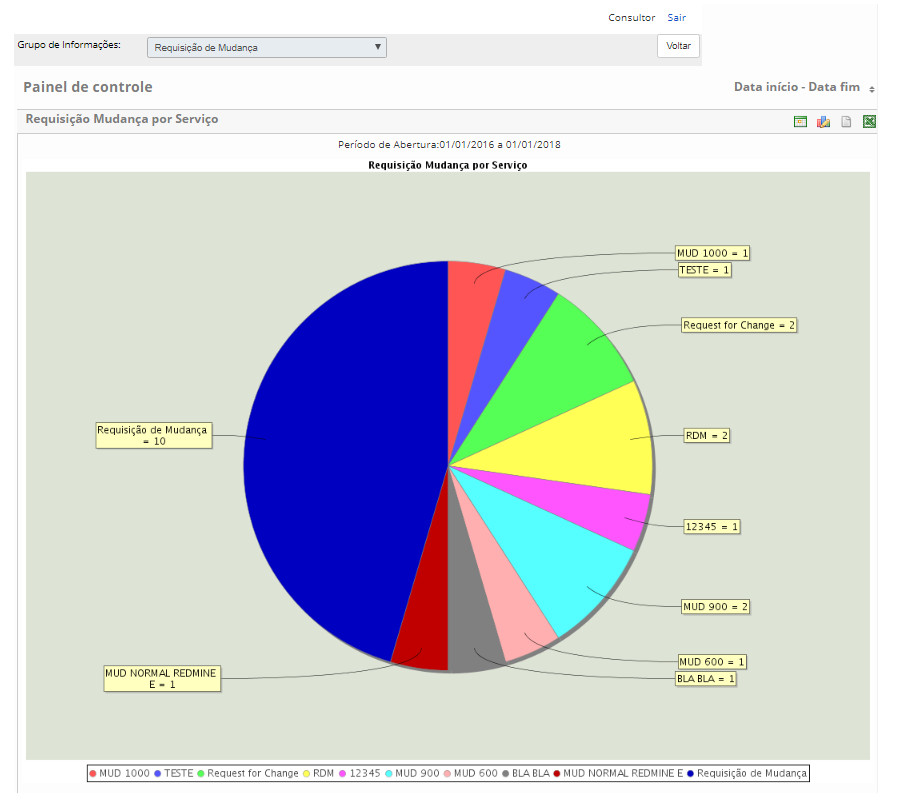 Consultor Sair
Grupo de Informações: Requisição de Mudança Voltar
Painel de controle Data início - Data fim
Requisição Mudança por Serviço
Período de Abertura:01/01/2016 a 01/01/2018
Requisição Mudança por Serviço
MUD 1000 = 1
TESTE = 1
Request for Change = 2
Requisição de Mudança
= 10
RDM = 2
12345 = 1
MUD 900 = 2
MUD 600 = 1
MUD NORMAL REDMINE
E = 1
BLA BLA = 1
MUD 1000 TESTE Request for Change RDM 12345 MUD 900 MUD 600 BLA BLA MUD NORMAL REDMINE E Requisição de Mudança